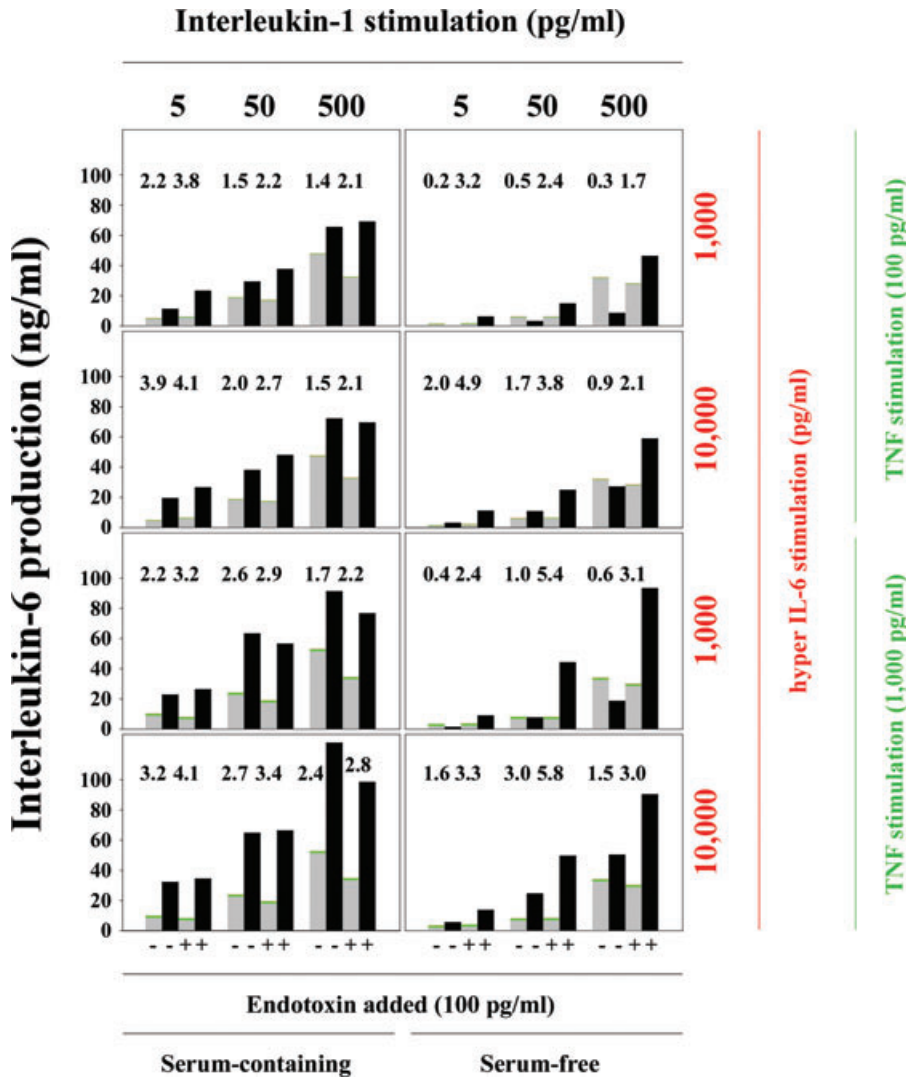 Interleukin-1 stimulation (pg/ml)
5 50 500 5 50 500
Interleukin-6 production (ng/ml)
100 2.2 3.8 1.5 2.2 1.4 2.1 0.2 3.2 0.5 2.4 0.3 1.7
80
60
40
20
0
1,000
100 3.9 4.1 2.0 2.7 1.5 2.1 2.0 4.9 1.7 3.8 0.9 2.1
80
60
40
20
0
10,000
100 2.2 3.2 2.6 2.9 1.7 2.2 0.4 2.4 1.0 5.4 0.6 3.1
80
60
40
20
0
1,000
100 3.2 4.1 2.7 3.4 2.4 2.8 1.6 3.3 3.0 5.8 1.5 3.0
80
60
40
20
0
10,000
hyper IL-6 stimulation (pg/ml)
TNF stimulation (100 pg/ml)
TNF stimulation (1,000 pg/ml)
- - + + - - + + - - + + - - + + - - + + - - + +
Endotoxin added (100 pg/ml)
Serum-containing Serum-free